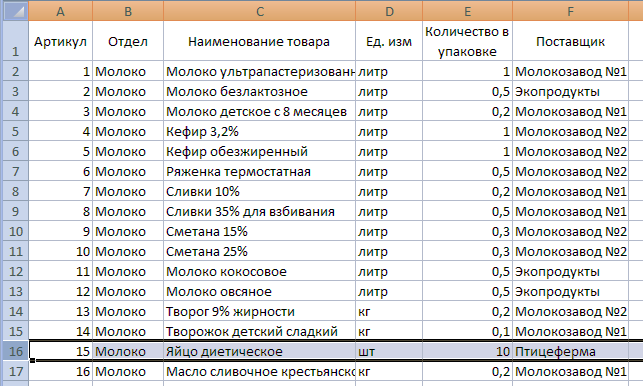 A B C D E F
1 Артикул Отдел Наименование товара Ед. изм Количество в упаковке Поставщик
2 1 Молоко Молоко ультрапастеризованн литр 1 Молокозавод №1
3 2 Молоко Молоко безлактозное литр 0,5 Экопродукты
4 3 Молоко Молоко детское с 8 месяцев литр 0,2 Молокозавод №1
5 4 Молоко Кефир 3,2% литр 1 Молокозавод №2
6 5 Молоко Кефир обезжиренный литр 1 Молокозавод №2
7 6 Молоко Ряженка термостатная литр 0,5 Молокозавод №2
8 7 Молоко Сливки 10% литр 0,2 Молокозавод №1
9 8 Молоко Сливки 35% для взбивания литр 0,5 Молокозавод №1
10 9 Молоко Сметана 15% литр 0,3 Молокозавод №2
11 10 Молоко Сметана 25% литр 0,3 Молокозавод №2
12 11 Молоко Молоко кокосовое литр 0,5 Экопродукты
13 12 Молоко Молоко овсяное литр 0,5 Экопродукты
14 13 Молоко Творог 9% жирности кг 0,2 Молокозавод №2
15 14 Молоко Творожок детский сладкий кг 0,1 Молокозавод №1
16 15 Молоко Яйцо диетическое шт 10 Птицеферма
17 16 Молоко Масло сливочное крестьянско кг 0,2 Молокозавод №1